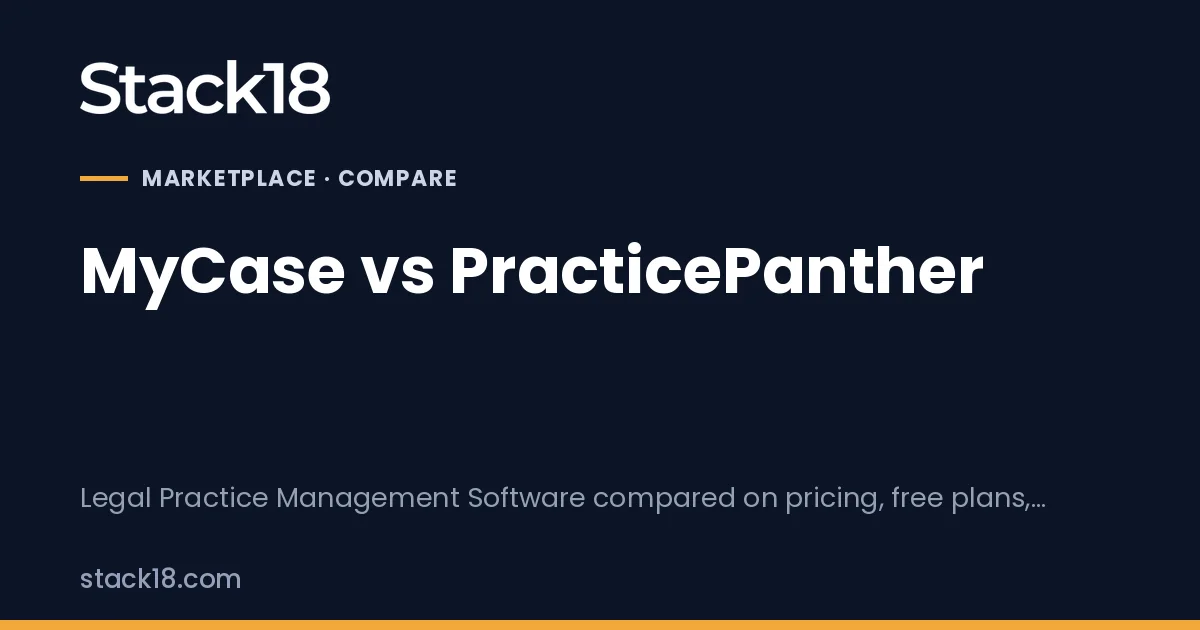 Stack18
MARKETPLACE · COMPARE
MyCase vs PracticePanther
Legal Practice Management Software compared on pricing, free plans,...
stack18.com